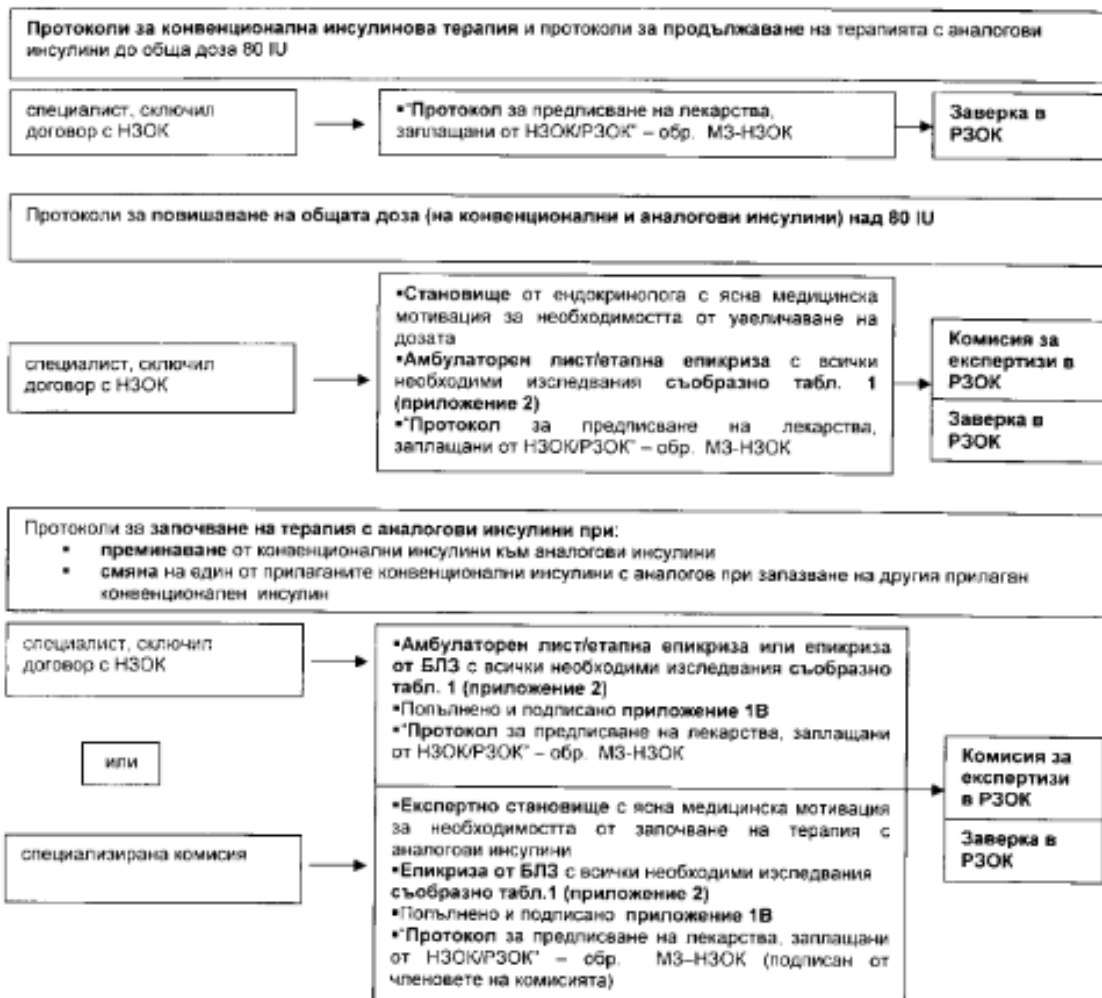 Протоколи за конвенционална инсулинова терапия и протоколи за продължаване на терапията с аналогови
инсулини до обща доза 80 IU
специалист, сключил
договор с НЗОК
▪"Протокол за предписване на лекарства,
заплащани от НЗОК/РЗОК" – обр. МЗ-НЗОК
Заверка в
РЗОК
Протоколи за повишаване на общата доза (на конвенционални и аналогови инсулини) над 80 IU
специалист, сключил
договор с НЗОК
▪Становище от ендокринолога с ясна медицинска
мотивация за необходимостта от увеличаване на
дозата
▪Амбулаторен лист/етапна епикриза с всички
необходими изследвания съобразно табл. 1
(приложение 2)
▪"Протокол за предписване на лекарства,
заплащани от НЗОК/РЗОК" – обр. МЗ-НЗОК
Комисия за
експертизи в
РЗОК
Заверка в
РЗОК
Протоколи за започване на терапия с аналогови инсулини при:
▪ преминаване от конвенционални инсулини към аналогови инсулини
▪ смяна на един от прилаганите конвенционални инсулини с аналогов при запазване на другия прилаган
конвенционален инсулин
специалист, сключил
договор с НЗОК
▪Амбулаторен лист/етапна епикриза или епикриза
от БЛЗ с всички необходими изследвания съобразно
табл. 1 (приложение 2)
▪Попълнено и подписано приложение 1В
▪"Протокол за предписване на лекарства, заплащани
от НЗОК/РЗОК" – обр. МЗ-НЗОК
или
специализирана комисия
▪Експертно становище с ясна медицинска мотивация
за необходимостта от започване на терапия с
аналогови инсулини
▪Епикриза от БЛЗ с всички необходими изследвания
съобразно табл.1 (приложение 2)
▪Попълнено и подписано приложение 1В
▪"Протокол за предписване на лекарства, заплащани
от НЗОК/РЗОК" – обр. МЗ–НЗОК (подписан от
членовете на комисията)
Комисия за
експертизи
в РЗОК
Заверка в
РЗОК